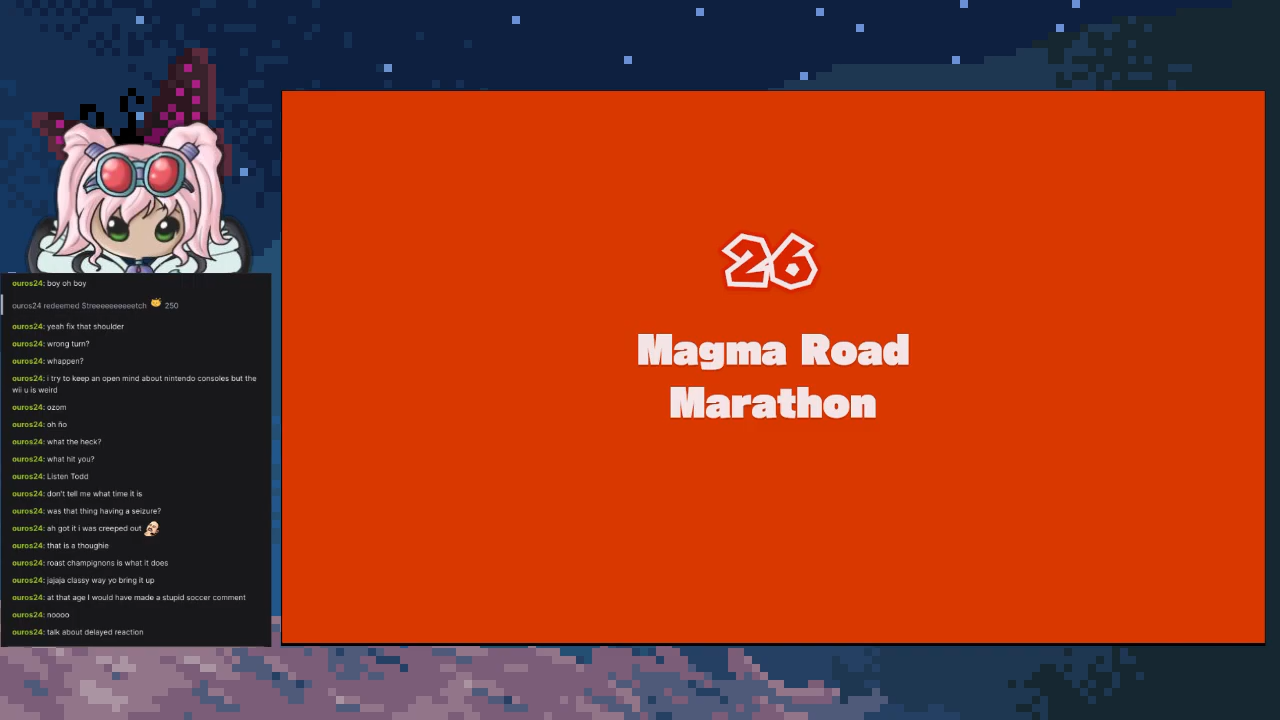 ouros24: boy oh boy
ouros24 redeemed Streeeeeeeeeetch 250
ouros24: yeah fix that shoulder
ouros24: wrong turn?
ouros24: whappen?
ouros24: i try to keep an open mind about nintendo consoles but the
wii u is weird
ouros24: ozom
ouros24: oh ño
ouros24: what the heck?
ouros24: what hit you?
ouros24: Listen Todd
ouros24: don't tell me what time it is
ouros24: was that thing having a seizure?
ouros24: ah got it i was creeped out
ouros24: that is a thoughie
ouros24: roast champignons is what it does
ouros24: jajaja classy way yo bring it up
ouros24: at that age I would have made a stupid soccer comment
ouros24: noooo
ouros24: talk about delayed reaction
26
Magma Road
Marathon